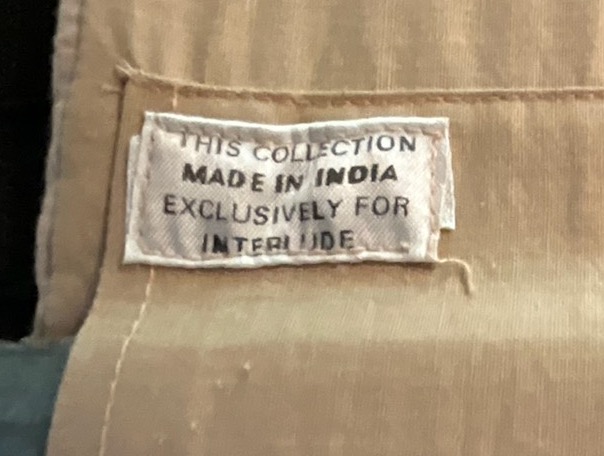 THIS COLLECTION
MADE IN INDIA
EXCLUSIVELY FOR
INTERLUDE